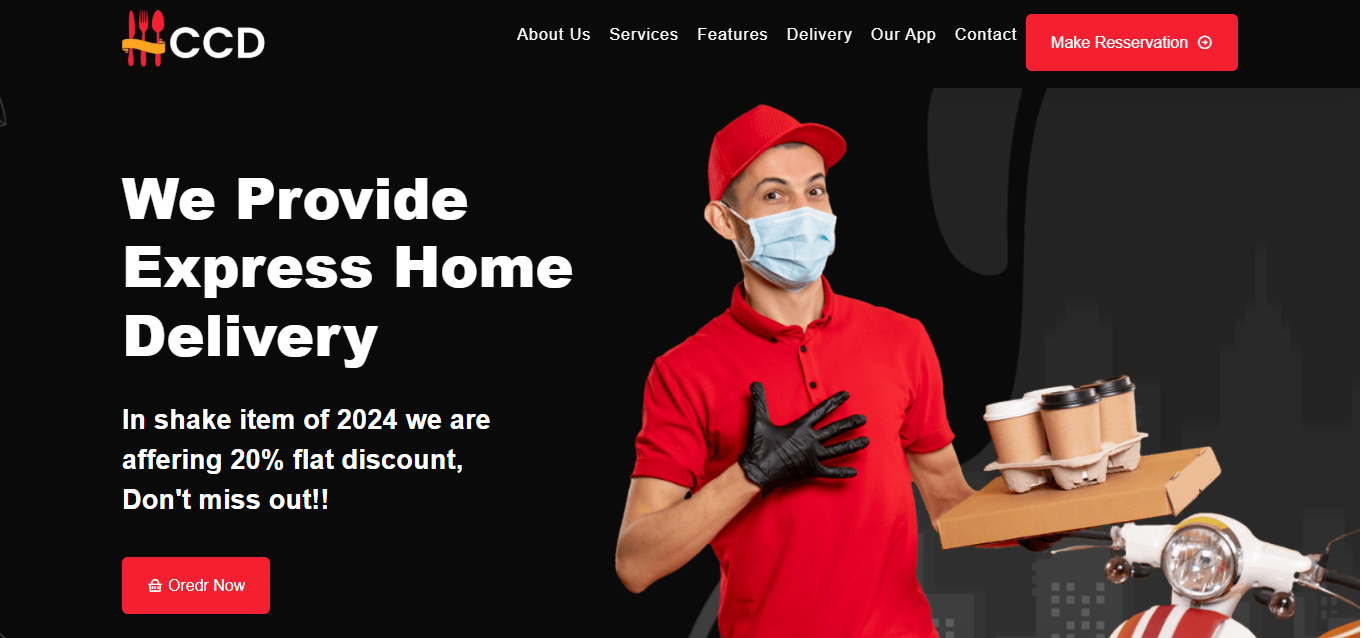 CCD
About Us Services Features Delivery Our App Contact Make Resservation
We Provide
Express Home
Delivery
In shake item of 2024 we are
affering 20% flat discount,
Don't miss out!!
Oredr Now